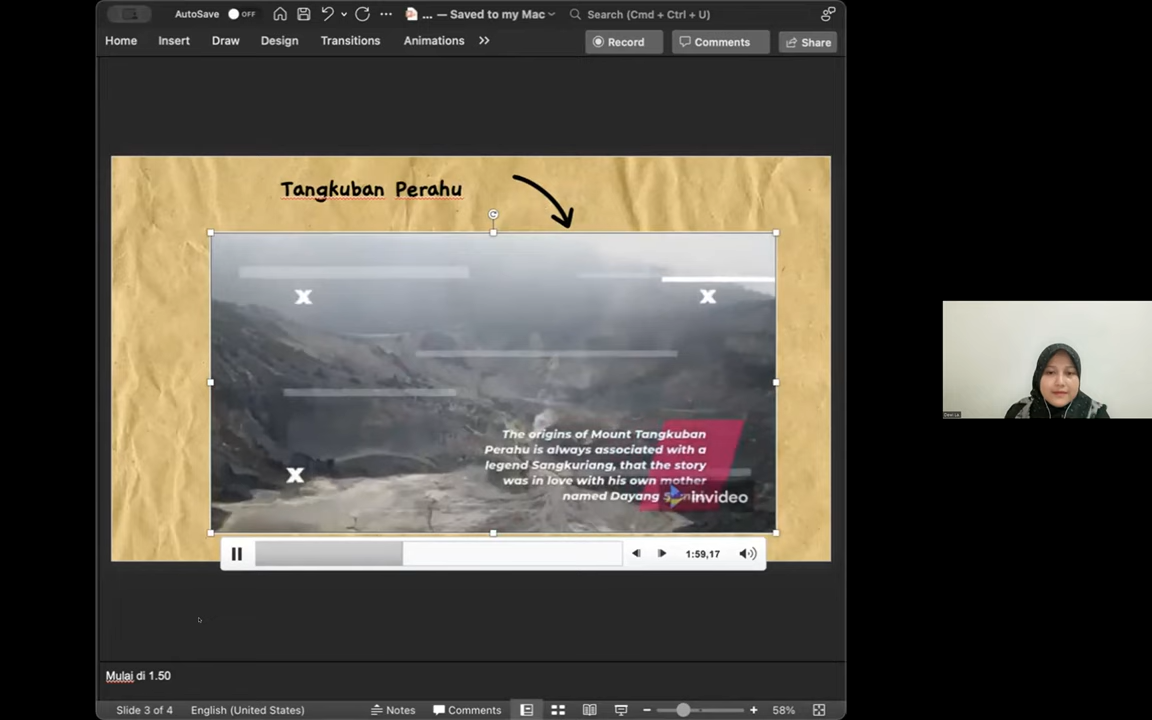 AutoSave OFF ... — Saved to my Mac Search (Cmd + Ctrl + U)
Home Insert Draw Design Transitions Animations Record Comments Share
Tangkuban Perahu
X X
The origins of Mount Tangkuban
Perahu is always associated with a
legend Sangkuriang, that the story
was in love with his own mother
named Dayang
X
invideo
1:59,17
Mulai di 1.50
Slide 3 of 4 English (United States) Notes Comments 58%